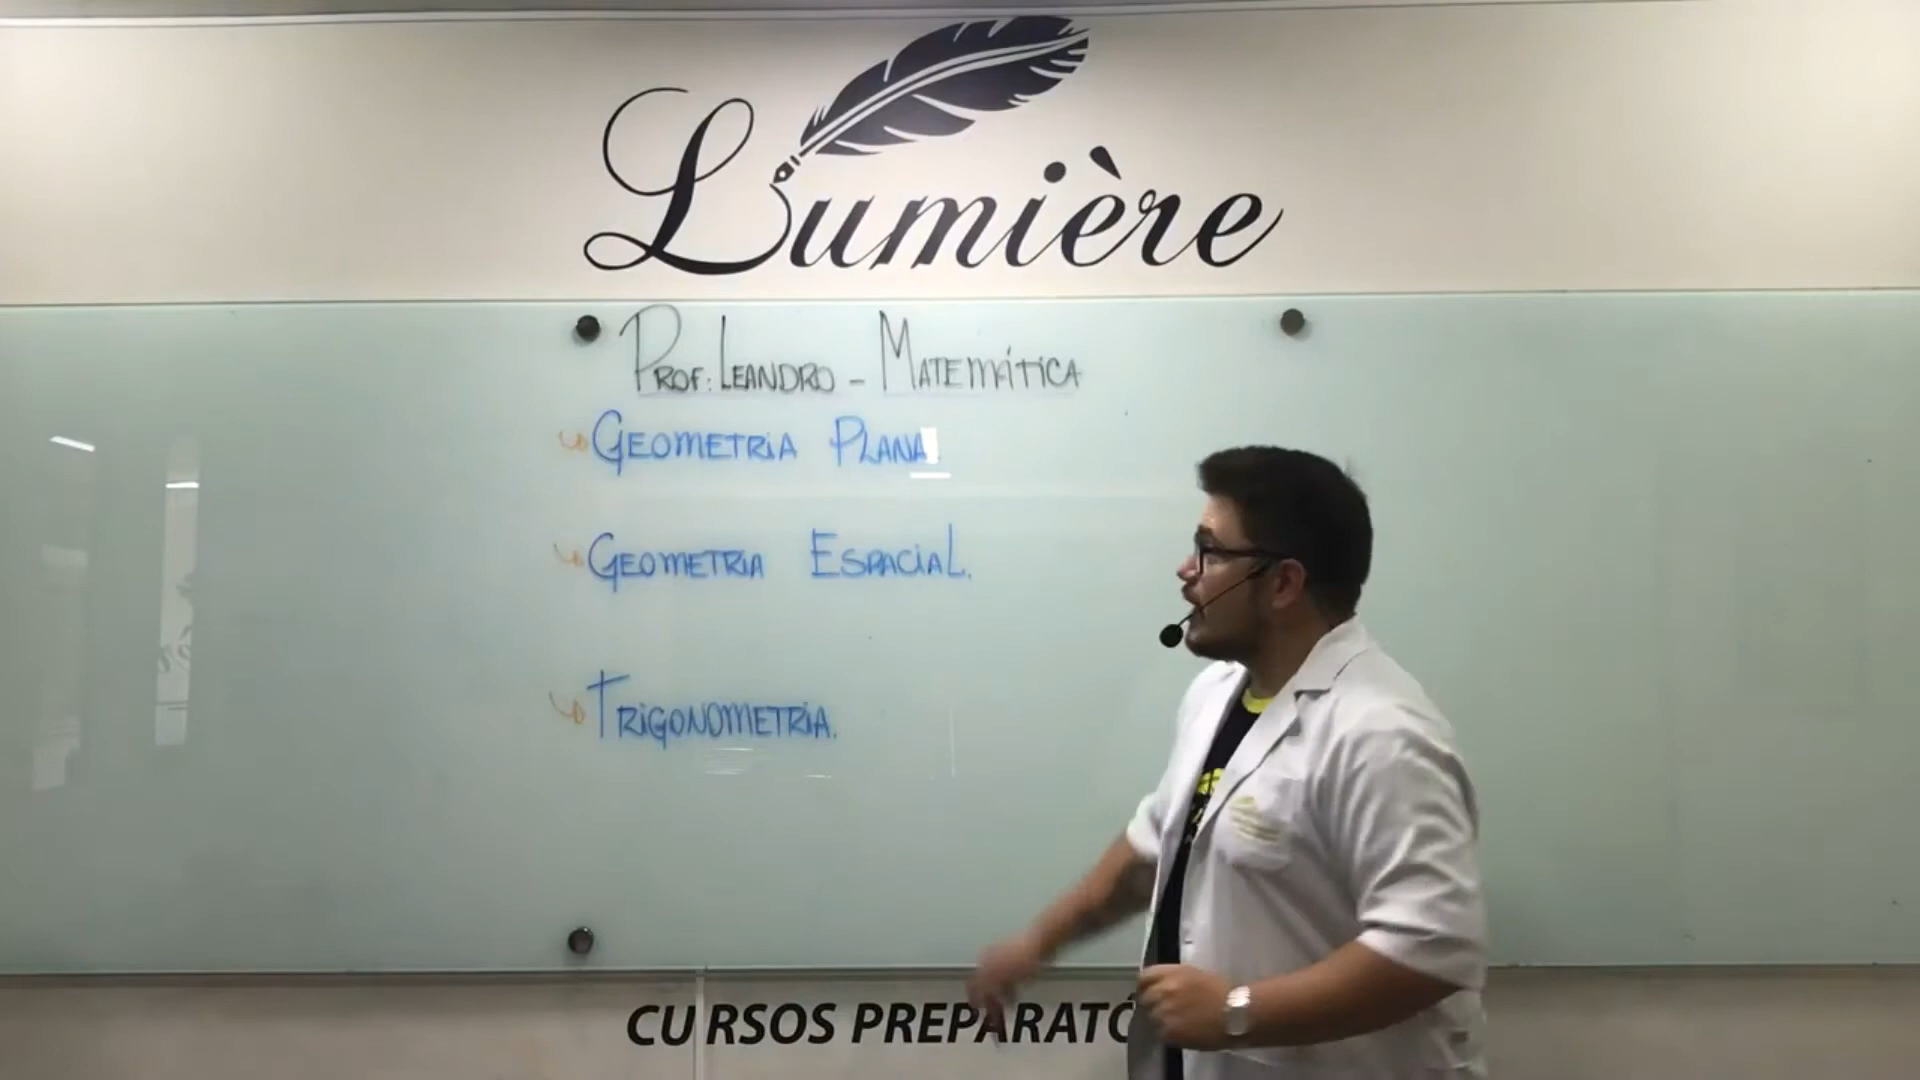 Lumière
PROF: LEANDRO - MATEMÁTICA
GEOMETRIA PLANA.
GEOMETRIA ESPACIAL.
TRIGONOMETRIA.
CURSOS PREPARATÓ